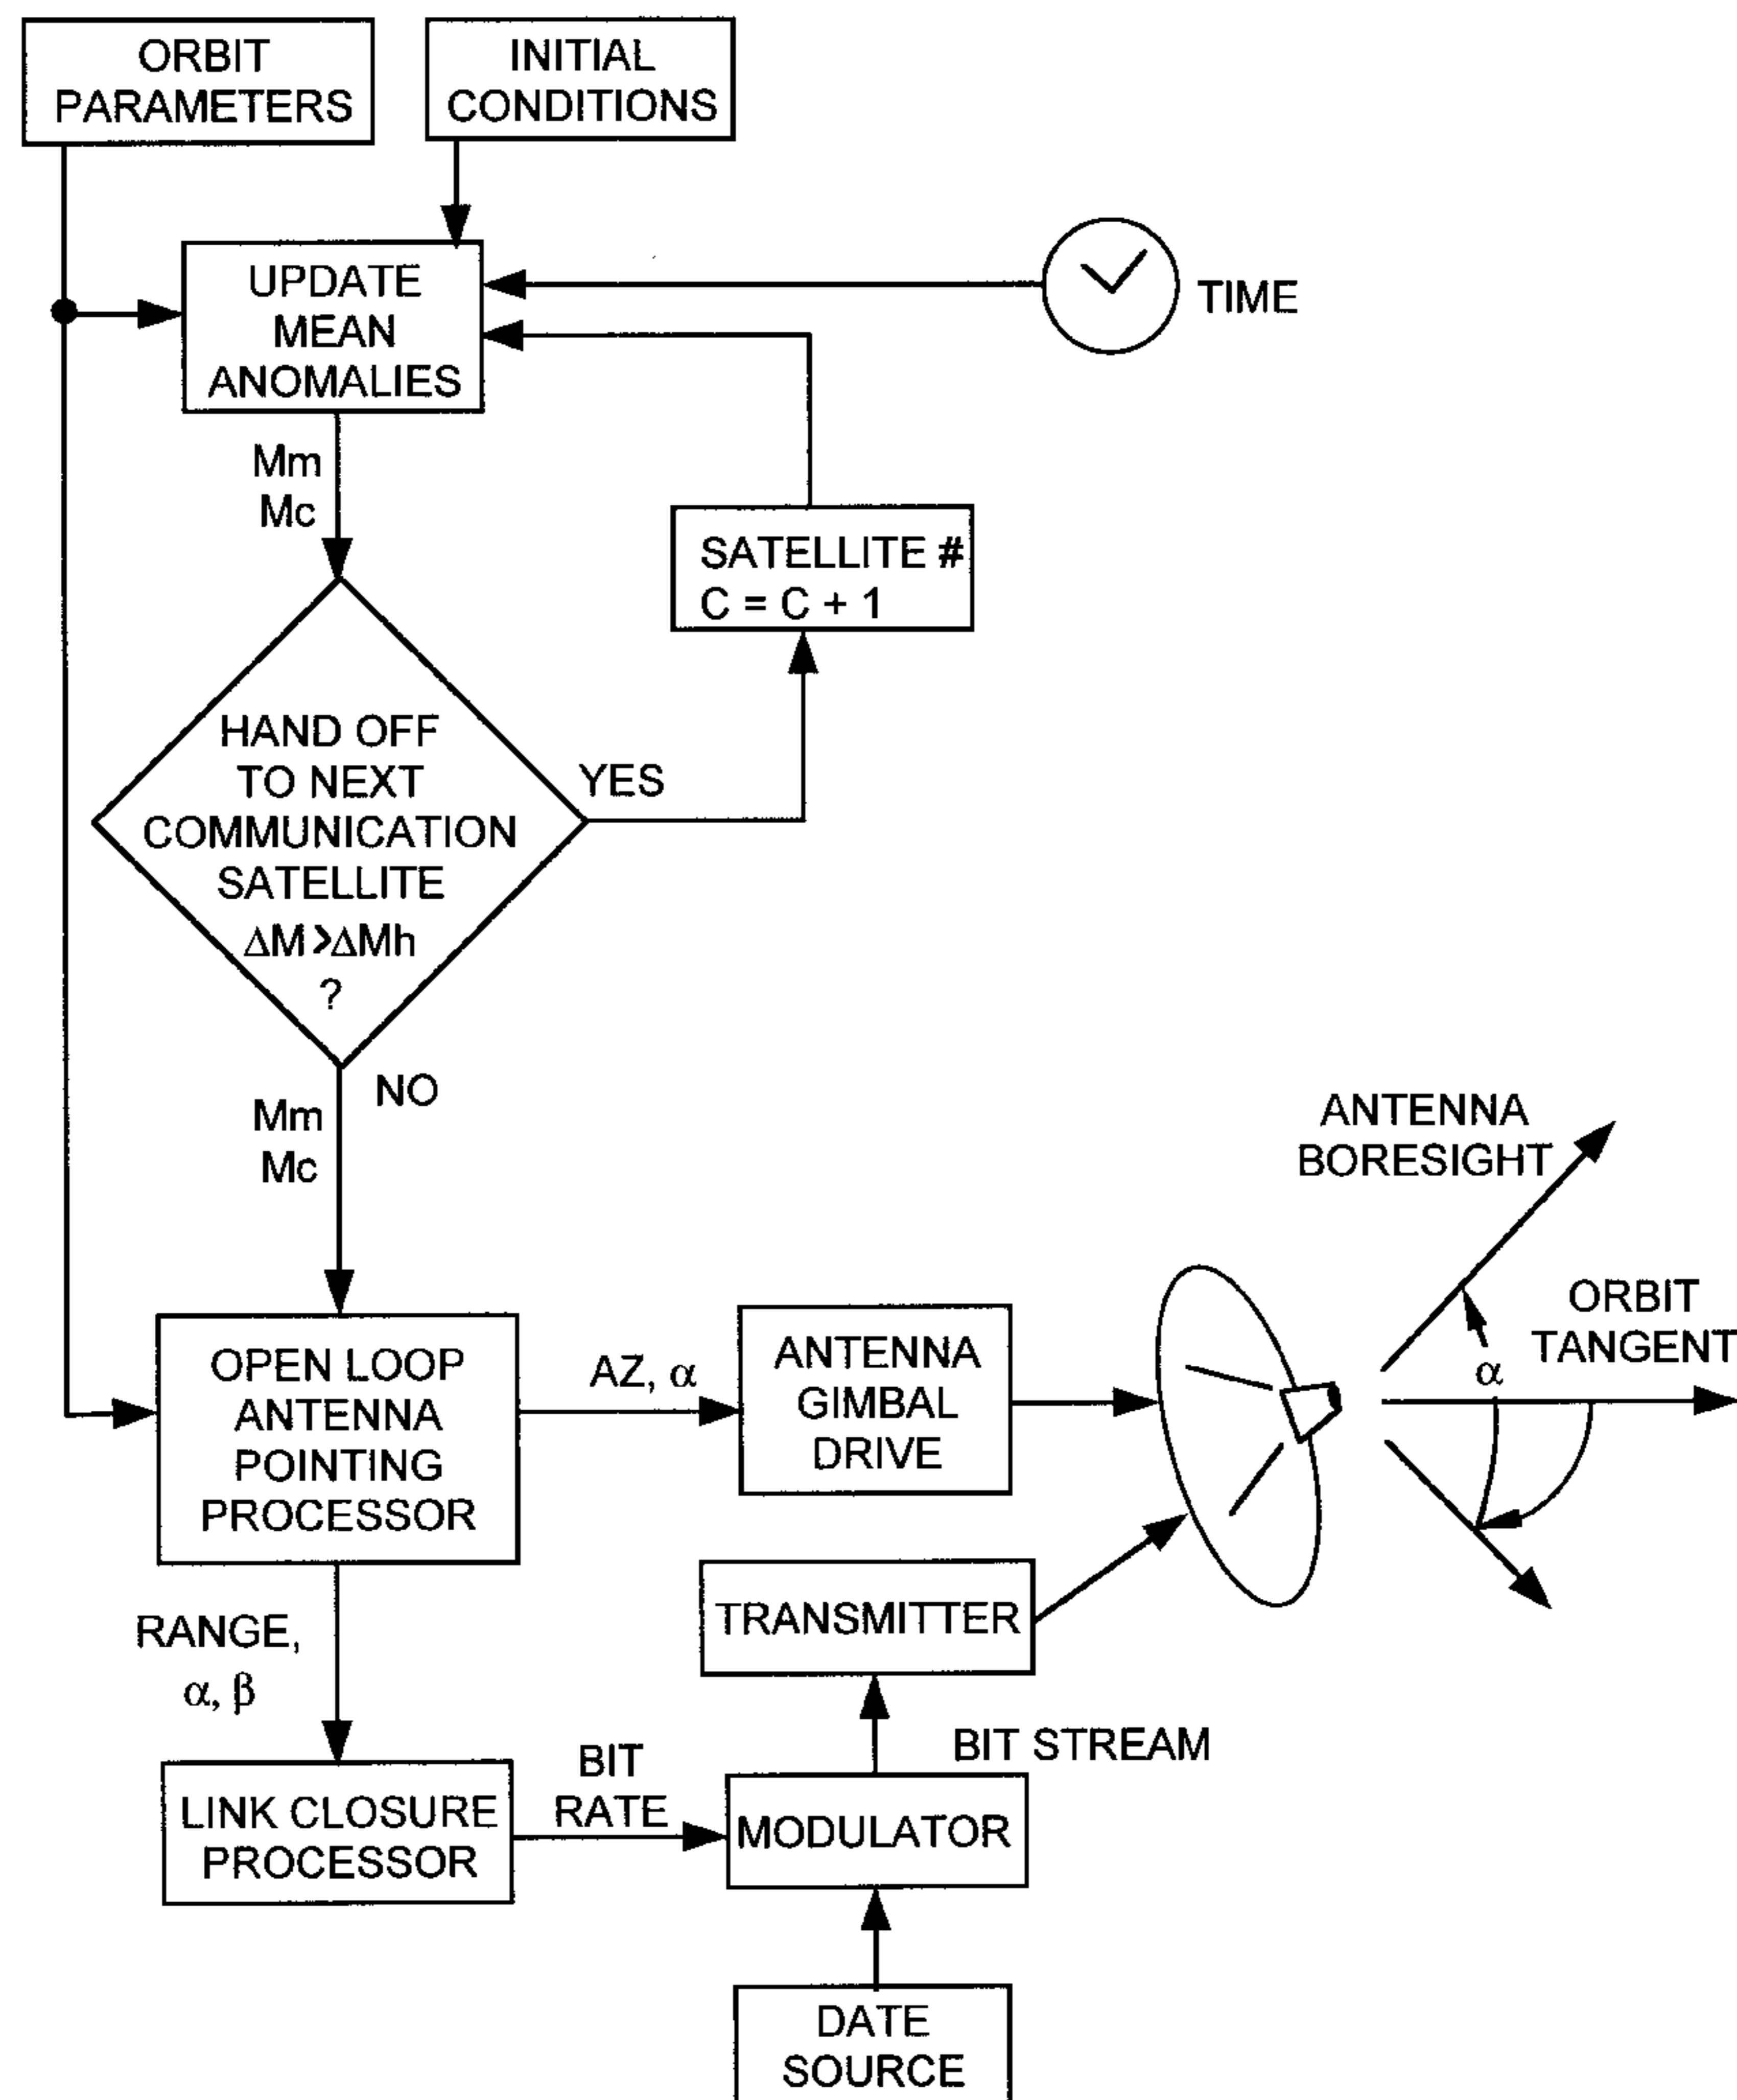 ORBIT
PARAMETERS
INITIAL
CONDITIONS
UPDATE
MEAN
ANOMALIES
TIME
Mm
Mc
SATELLITE #
C = C + 1
HAND OFF
TO NEXT
COMMUNICATION
SATELLITE
ΔM>ΔMh
?
YES
NO
Mm
Mc
ANTENNA
BORESIGHT
ORBIT
TANGENT
α
OPEN LOOP
ANTENNA
POINTING
PROCESSOR
AZ, α
ANTENNA
GIMBAL
DRIVE
RANGE,
α, β
TRANSMITTER
BIT STREAM
LINK CLOSURE
PROCESSOR
BIT
RATE
MODULATOR
DATE
SOURCE